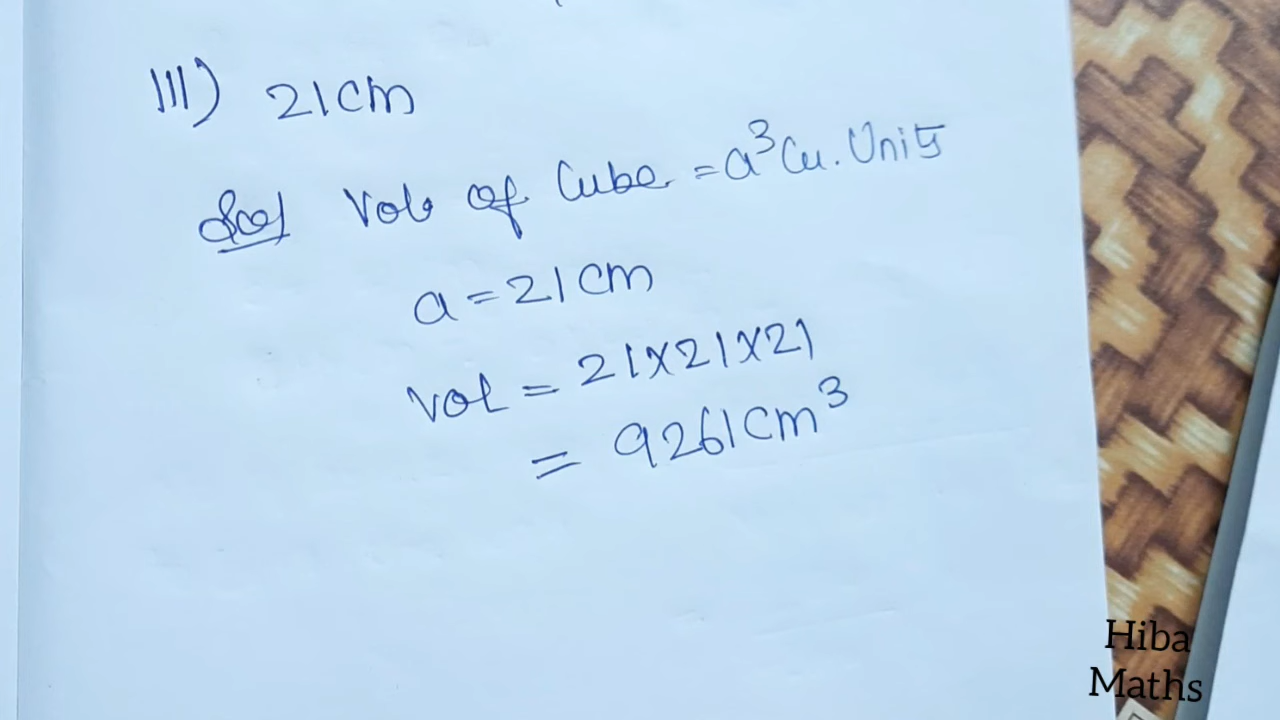 III) 21cm
Sol Vol. of Cube = a³ Cu. Units
a = 21cm
Vol = 21x21x21
= 9261cm³
Hiba
Maths